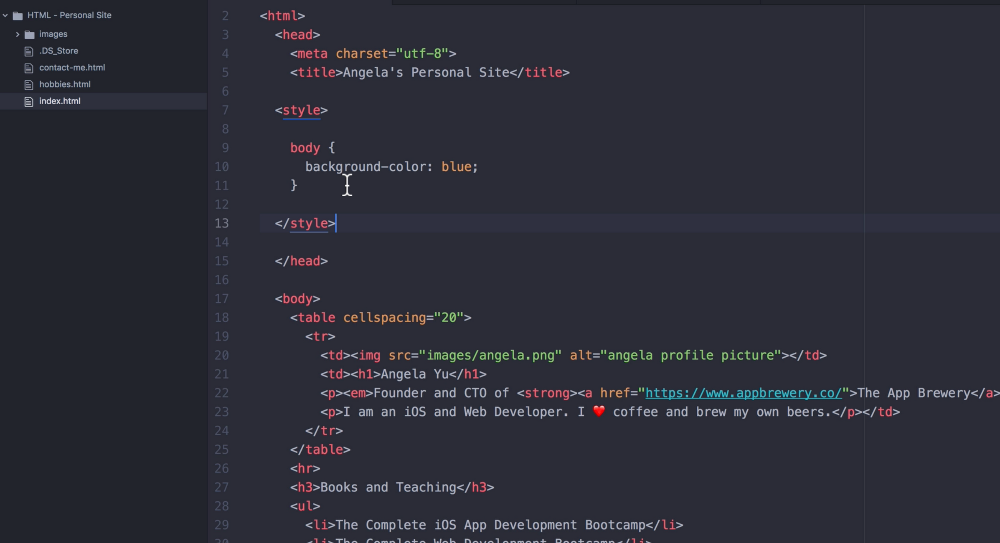 HTML - Personal Site
images
.DS_Store
contact-me.html
hobbies.html
index.html
2 <html>
3 <head>
4 <meta charset="utf-8">
5 <title>Angela's Personal Site</title>
6
7 <style>
8
9 body {
10 background-color: blue;
11 }
12
13 </style>
14
15 </head>
16
17 <body>
18 <table cellspacing="20">
19 <tr>
20 <td><img src="images/angela.png" alt="angela profile picture"></td>
21 <td><h1>Angela Yu</h1>
22 <p><em>Founder and CTO of <strong><a href="https://www.appbrewery.co/">The App Brewery</a>
23 <p>I am an iOS and Web Developer. I ❤️ coffee and brew my own beers.</p></td>
24 </tr>
25 </table>
26 <hr>
27 <h3>Books and Teaching</h3>
28 <ul>
29 <li>The Complete iOS App Development Bootcamp</li>
30 <li>The Complete Web Development Bootcamp</li>